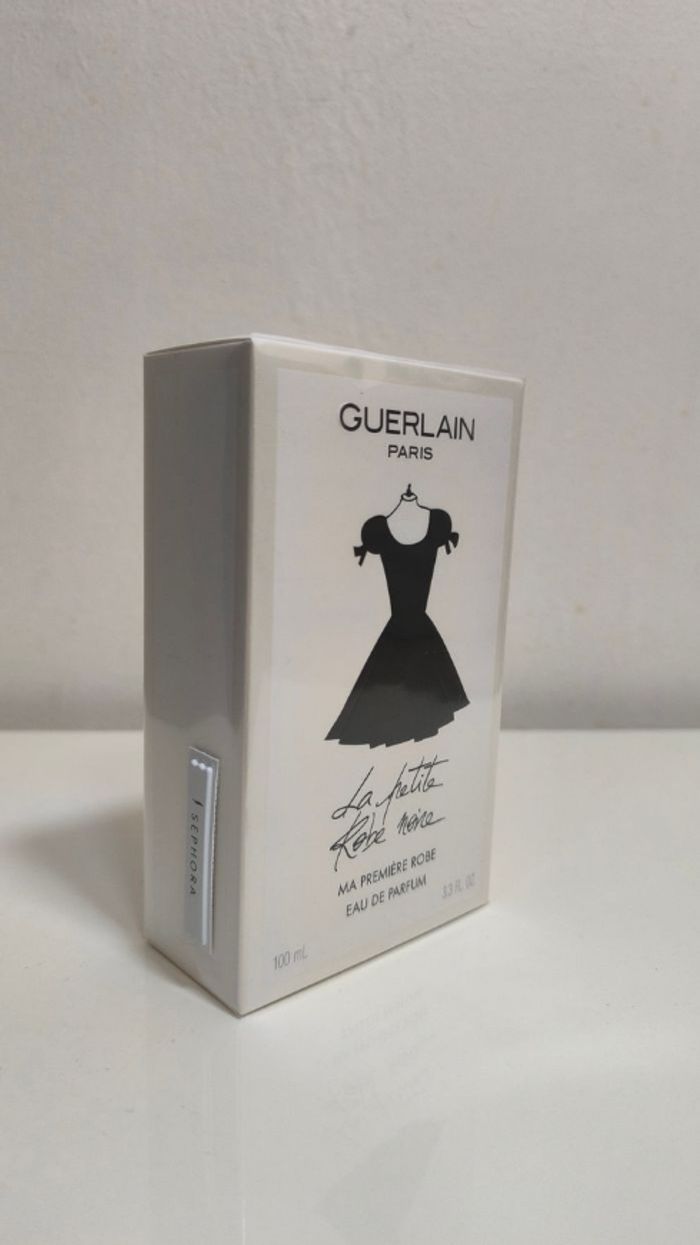 GUERLAIN
PARIS
La petite
Robe noire
MA PREMIÈRE ROBE
EAU DE PARFUM
100 mL
3.3 FL. OZ
SEPHORA